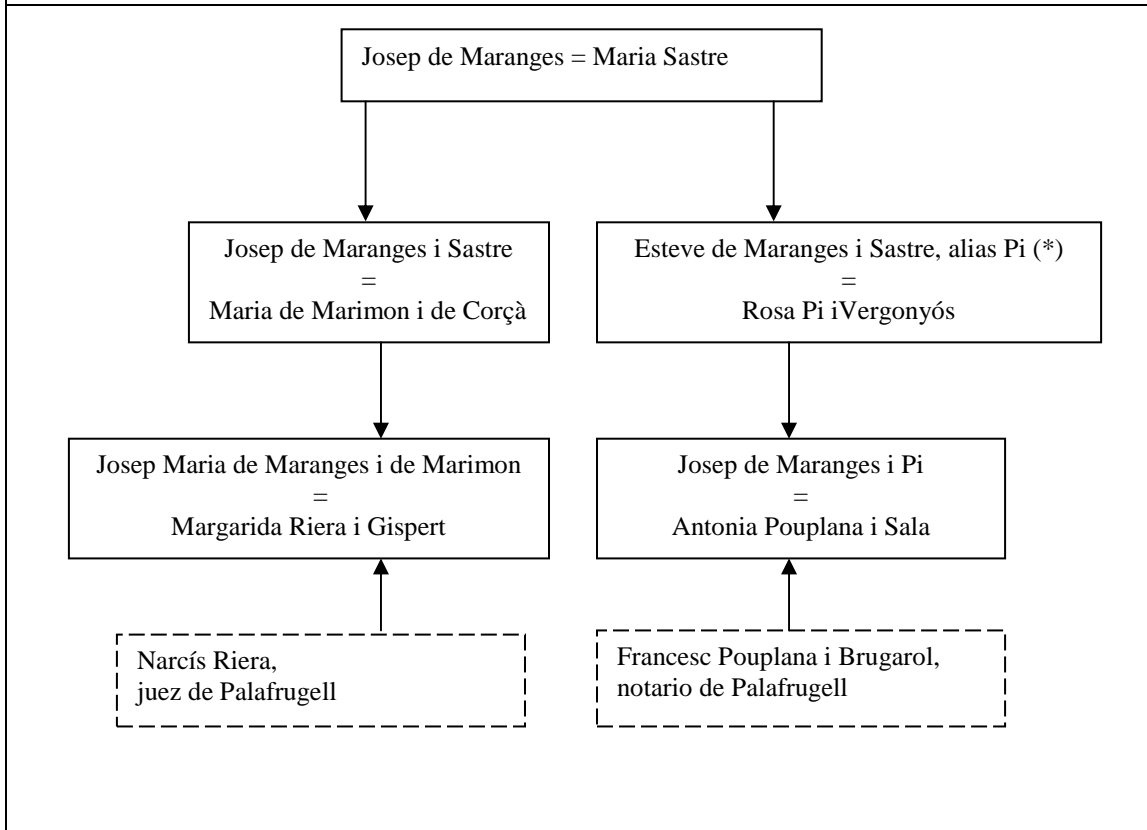 Josep de Maranges = Maria Sastre
Josep de Maranges i Sastre
=
Maria de Marimon i de Corçà
Esteve de Maranges i Sastre, alias Pi (*)
=
Rosa Pi iVergonyós
Josep Maria de Maranges i de Marimon
=
Margarida Riera i Gispert
Josep de Maranges i Pi
=
Antonia Pouplana i Sala
Narcís Riera,
juez de Palafrugell
Francesc Pouplana i Brugarol,
notario de Palafrugell